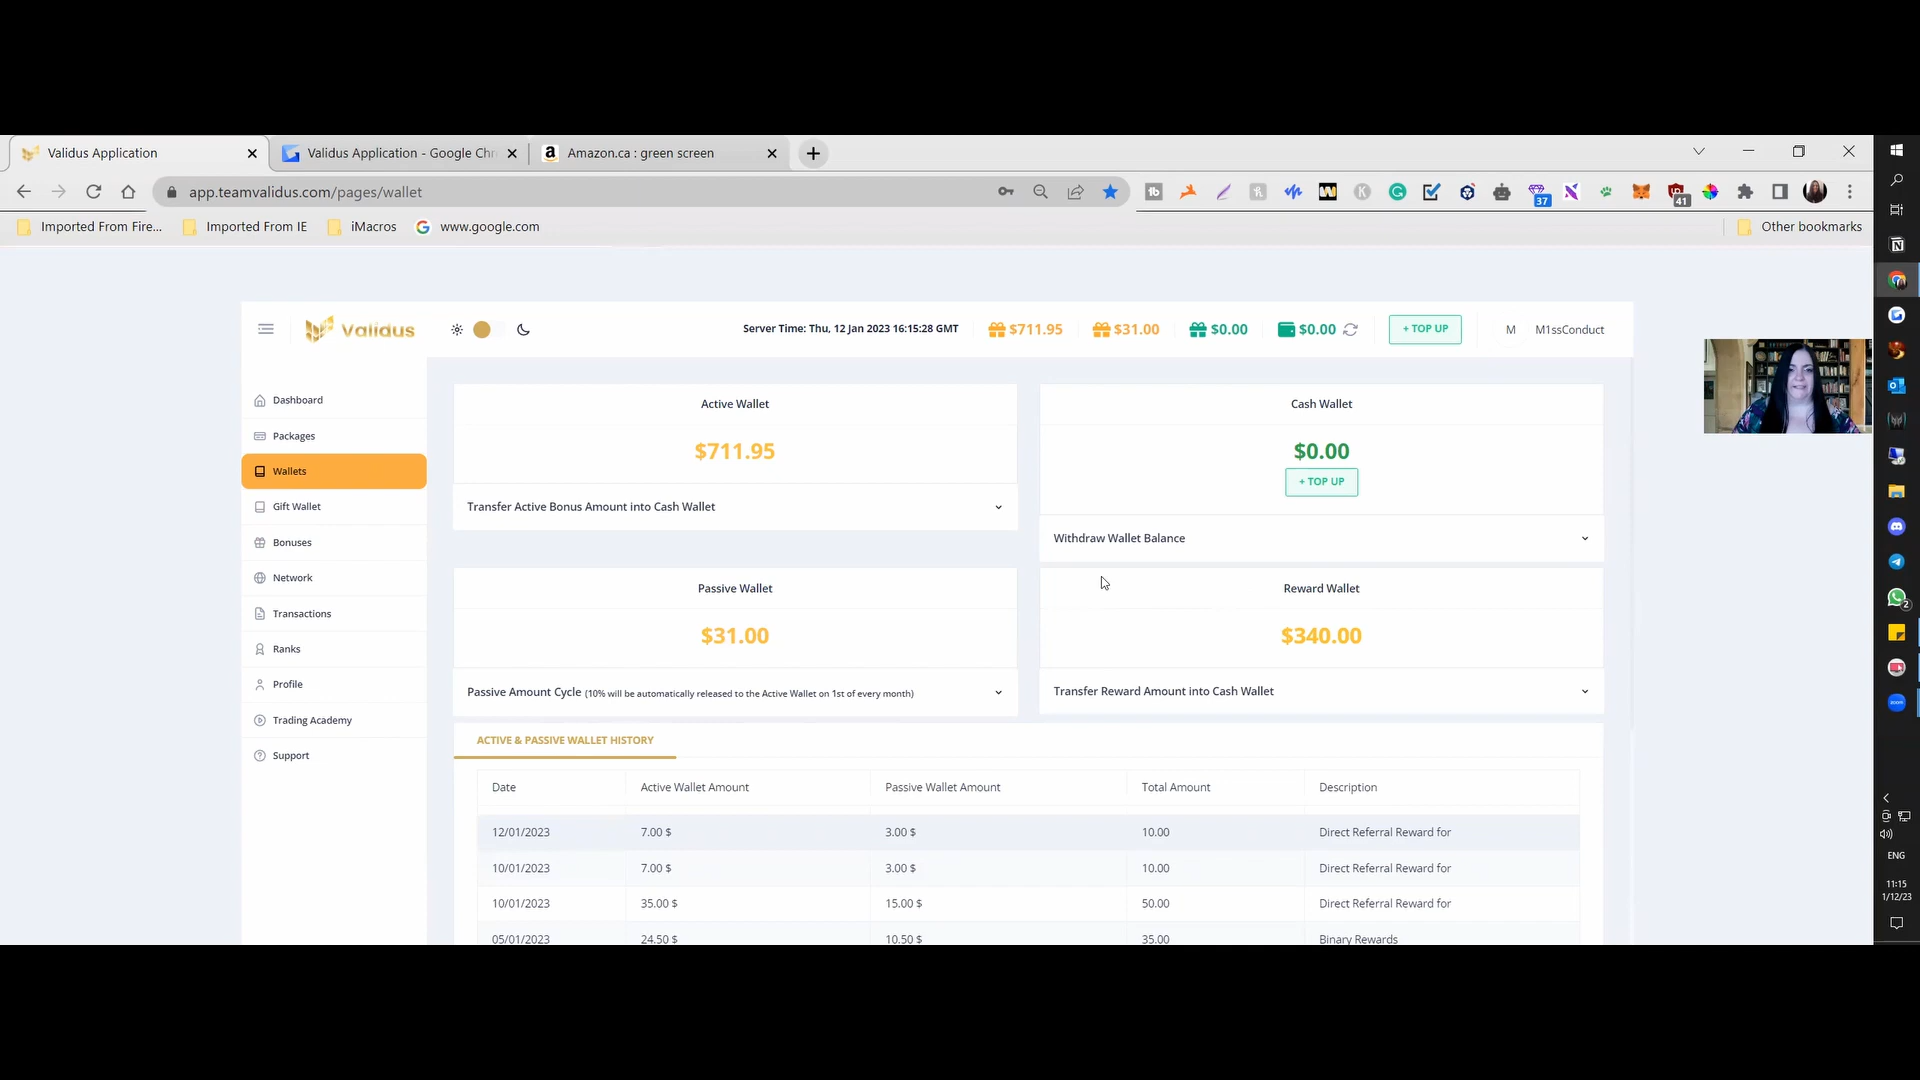 Validus Application
Validus Application - Google Chr
Amazon.ca : green screen
app.teamvalidus.com/pages/wallet
37
41
Imported From Fire...
Imported From IE
iMacros
www.google.com
Other bookmarks
Validus
Server Time: Thu, 12 Jan 2023 16:15:28 GMT
$711.95
$31.00
$0.00
$0.00
+ TOP UP
M
M1ssConduct
Dashboard
Packages
Wallets
Gift Wallet
Bonuses
Network
Transactions
Ranks
Profile
Trading Academy
Support
Active Wallet
$711.95
Transfer Active Bonus Amount into Cash Wallet
Cash Wallet
$0.00
+ TOP UP
Withdraw Wallet Balance
Passive Wallet
$31.00
Passive Amount Cycle (10% will be automatically released to the Active Wallet on 1st of every month)
Reward Wallet
$340.00
Transfer Reward Amount into Cash Wallet
ACTIVE & PASSIVE WALLET HISTORY
Date Active Wallet Amount Passive Wallet Amount Total Amount Description
12/01/2023 7.00 $ 3.00 $ 10.00 Direct Referral Reward for
10/01/2023 7.00 $ 3.00 $ 10.00 Direct Referral Reward for
10/01/2023 35.00 $ 15.00 $ 50.00 Direct Referral Reward for
05/01/2023 24.50 $ 10.50 $ 35.00 Binary Rewards
2
ENG
11:15
1/12/23